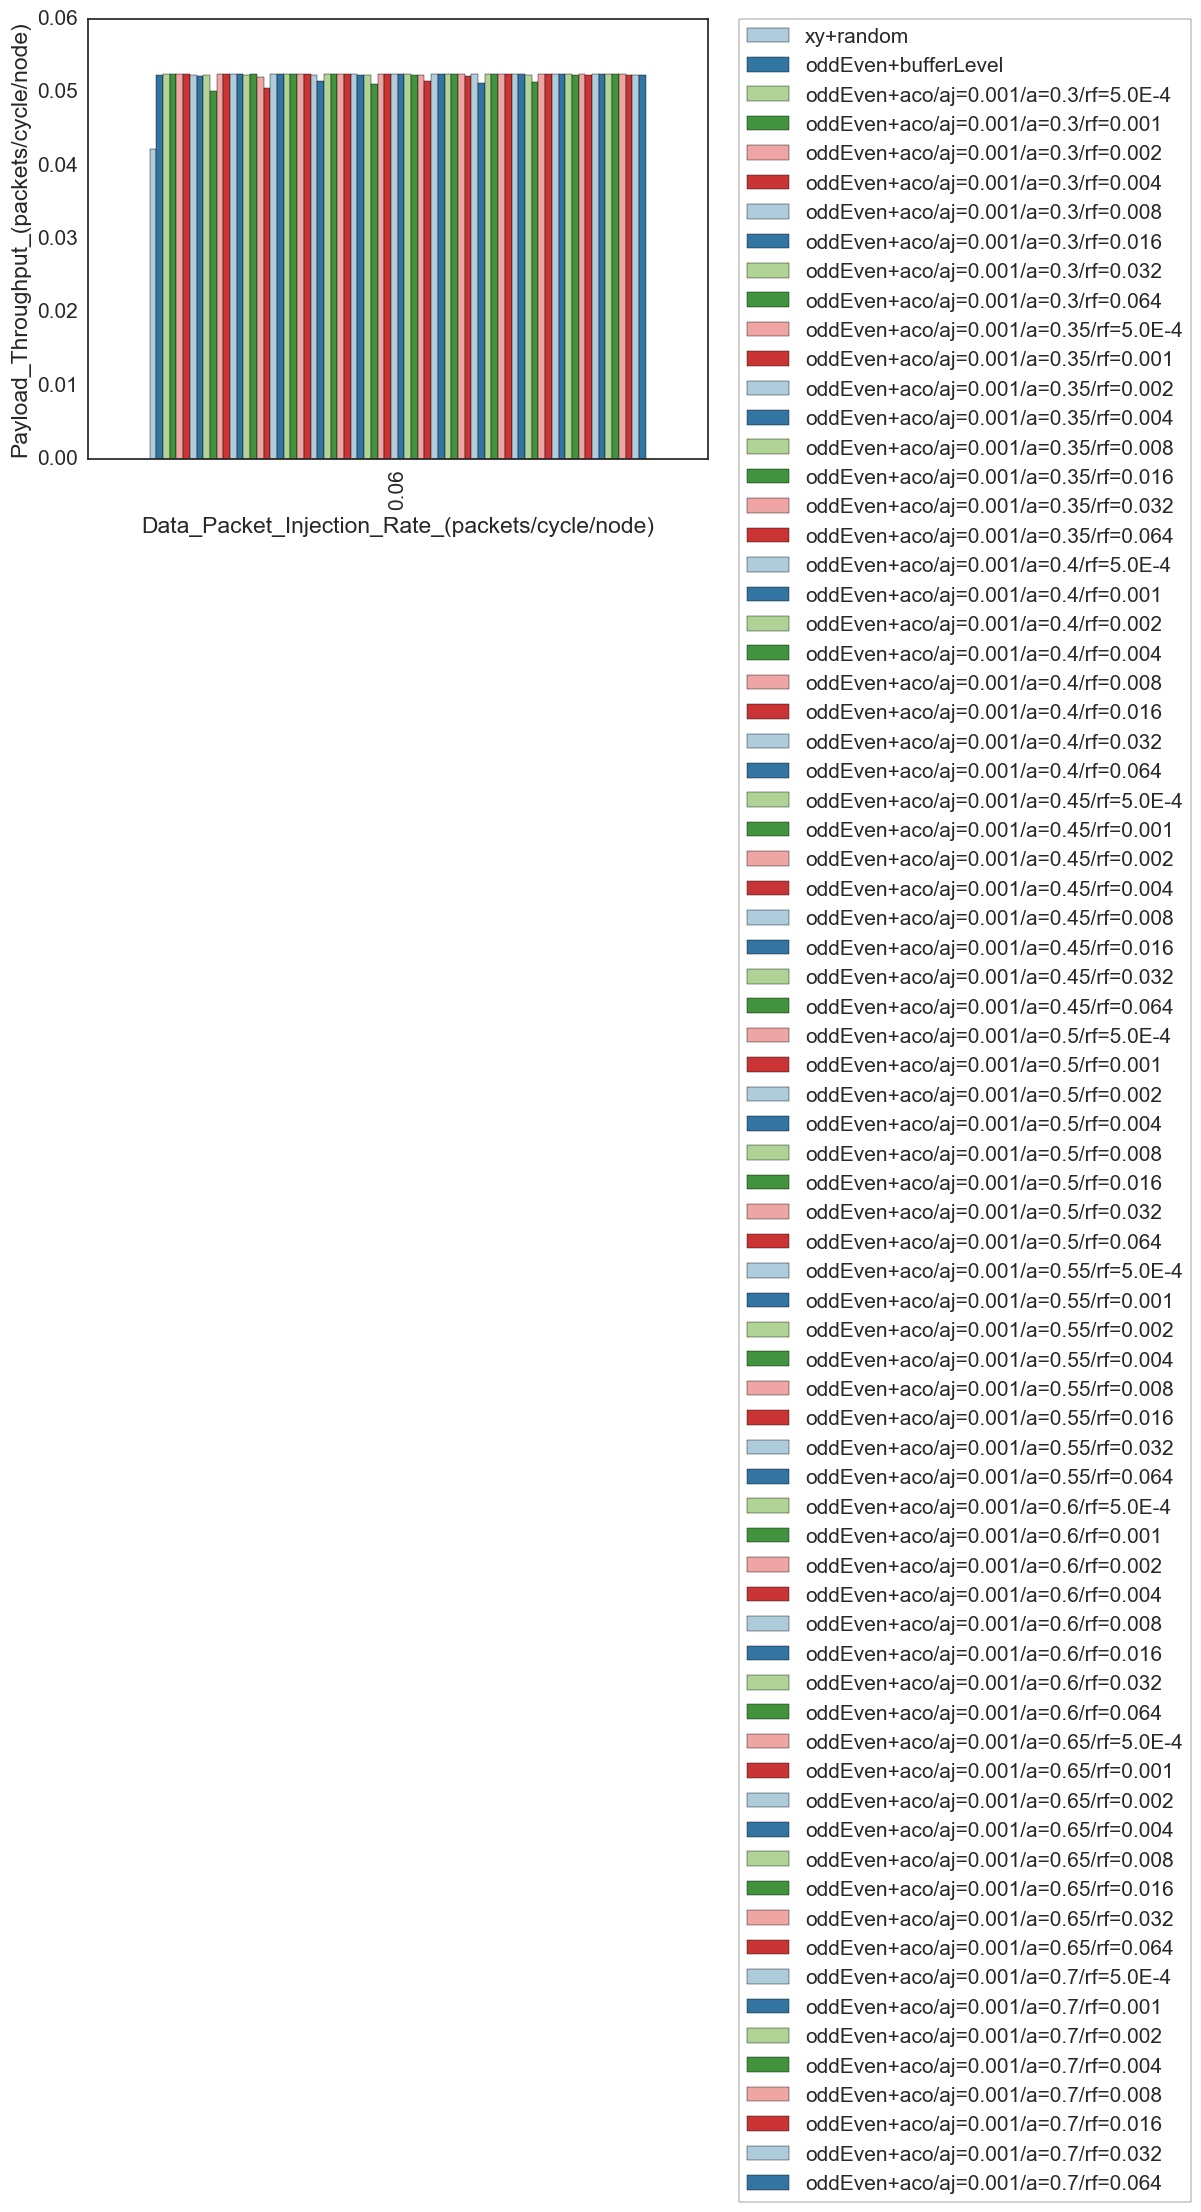 0.06
0.05
0.04
0.03
0.02
0.01
0.00
Payload_Throughput_(packets/cycle/node)
0.06
Data_Packet_Injection_Rate_(packets/cycle/node)
xy+random
oddEven+bufferLevel
oddEven+aco/aj=0.001/a=0.3/rf=5.0E-4
oddEven+aco/aj=0.001/a=0.3/rf=0.001
oddEven+aco/aj=0.001/a=0.3/rf=0.002
oddEven+aco/aj=0.001/a=0.3/rf=0.004
oddEven+aco/aj=0.001/a=0.3/rf=0.008
oddEven+aco/aj=0.001/a=0.3/rf=0.016
oddEven+aco/aj=0.001/a=0.3/rf=0.032
oddEven+aco/aj=0.001/a=0.3/rf=0.064
oddEven+aco/aj=0.001/a=0.35/rf=5.0E-4
oddEven+aco/aj=0.001/a=0.35/rf=0.001
oddEven+aco/aj=0.001/a=0.35/rf=0.002
oddEven+aco/aj=0.001/a=0.35/rf=0.004
oddEven+aco/aj=0.001/a=0.35/rf=0.008
oddEven+aco/aj=0.001/a=0.35/rf=0.016
oddEven+aco/aj=0.001/a=0.35/rf=0.032
oddEven+aco/aj=0.001/a=0.35/rf=0.064
oddEven+aco/aj=0.001/a=0.4/rf=5.0E-4
oddEven+aco/aj=0.001/a=0.4/rf=0.001
oddEven+aco/aj=0.001/a=0.4/rf=0.002
oddEven+aco/aj=0.001/a=0.4/rf=0.004
oddEven+aco/aj=0.001/a=0.4/rf=0.008
oddEven+aco/aj=0.001/a=0.4/rf=0.016
oddEven+aco/aj=0.001/a=0.4/rf=0.032
oddEven+aco/aj=0.001/a=0.4/rf=0.064
oddEven+aco/aj=0.001/a=0.45/rf=5.0E-4
oddEven+aco/aj=0.001/a=0.45/rf=0.001
oddEven+aco/aj=0.001/a=0.45/rf=0.002
oddEven+aco/aj=0.001/a=0.45/rf=0.004
oddEven+aco/aj=0.001/a=0.45/rf=0.008
oddEven+aco/aj=0.001/a=0.45/rf=0.016
oddEven+aco/aj=0.001/a=0.45/rf=0.032
oddEven+aco/aj=0.001/a=0.45/rf=0.064
oddEven+aco/aj=0.001/a=0.5/rf=5.0E-4
oddEven+aco/aj=0.001/a=0.5/rf=0.001
oddEven+aco/aj=0.001/a=0.5/rf=0.002
oddEven+aco/aj=0.001/a=0.5/rf=0.004
oddEven+aco/aj=0.001/a=0.5/rf=0.008
oddEven+aco/aj=0.001/a=0.5/rf=0.016
oddEven+aco/aj=0.001/a=0.5/rf=0.032
oddEven+aco/aj=0.001/a=0.5/rf=0.064
oddEven+aco/aj=0.001/a=0.55/rf=5.0E-4
oddEven+aco/aj=0.001/a=0.55/rf=0.001
oddEven+aco/aj=0.001/a=0.55/rf=0.002
oddEven+aco/aj=0.001/a=0.55/rf=0.004
oddEven+aco/aj=0.001/a=0.55/rf=0.008
oddEven+aco/aj=0.001/a=0.55/rf=0.016
oddEven+aco/aj=0.001/a=0.55/rf=0.032
oddEven+aco/aj=0.001/a=0.55/rf=0.064
oddEven+aco/aj=0.001/a=0.6/rf=5.0E-4
oddEven+aco/aj=0.001/a=0.6/rf=0.001
oddEven+aco/aj=0.001/a=0.6/rf=0.002
oddEven+aco/aj=0.001/a=0.6/rf=0.004
oddEven+aco/aj=0.001/a=0.6/rf=0.008
oddEven+aco/aj=0.001/a=0.6/rf=0.016
oddEven+aco/aj=0.001/a=0.6/rf=0.032
oddEven+aco/aj=0.001/a=0.6/rf=0.064
oddEven+aco/aj=0.001/a=0.65/rf=5.0E-4
oddEven+aco/aj=0.001/a=0.65/rf=0.001
oddEven+aco/aj=0.001/a=0.65/rf=0.002
oddEven+aco/aj=0.001/a=0.65/rf=0.004
oddEven+aco/aj=0.001/a=0.65/rf=0.008
oddEven+aco/aj=0.001/a=0.65/rf=0.016
oddEven+aco/aj=0.001/a=0.65/rf=0.032
oddEven+aco/aj=0.001/a=0.65/rf=0.064
oddEven+aco/aj=0.001/a=0.7/rf=5.0E-4
oddEven+aco/aj=0.001/a=0.7/rf=0.001
oddEven+aco/aj=0.001/a=0.7/rf=0.002
oddEven+aco/aj=0.001/a=0.7/rf=0.004
oddEven+aco/aj=0.001/a=0.7/rf=0.008
oddEven+aco/aj=0.001/a=0.7/rf=0.016
oddEven+aco/aj=0.001/a=0.7/rf=0.032
oddEven+aco/aj=0.001/a=0.7/rf=0.064